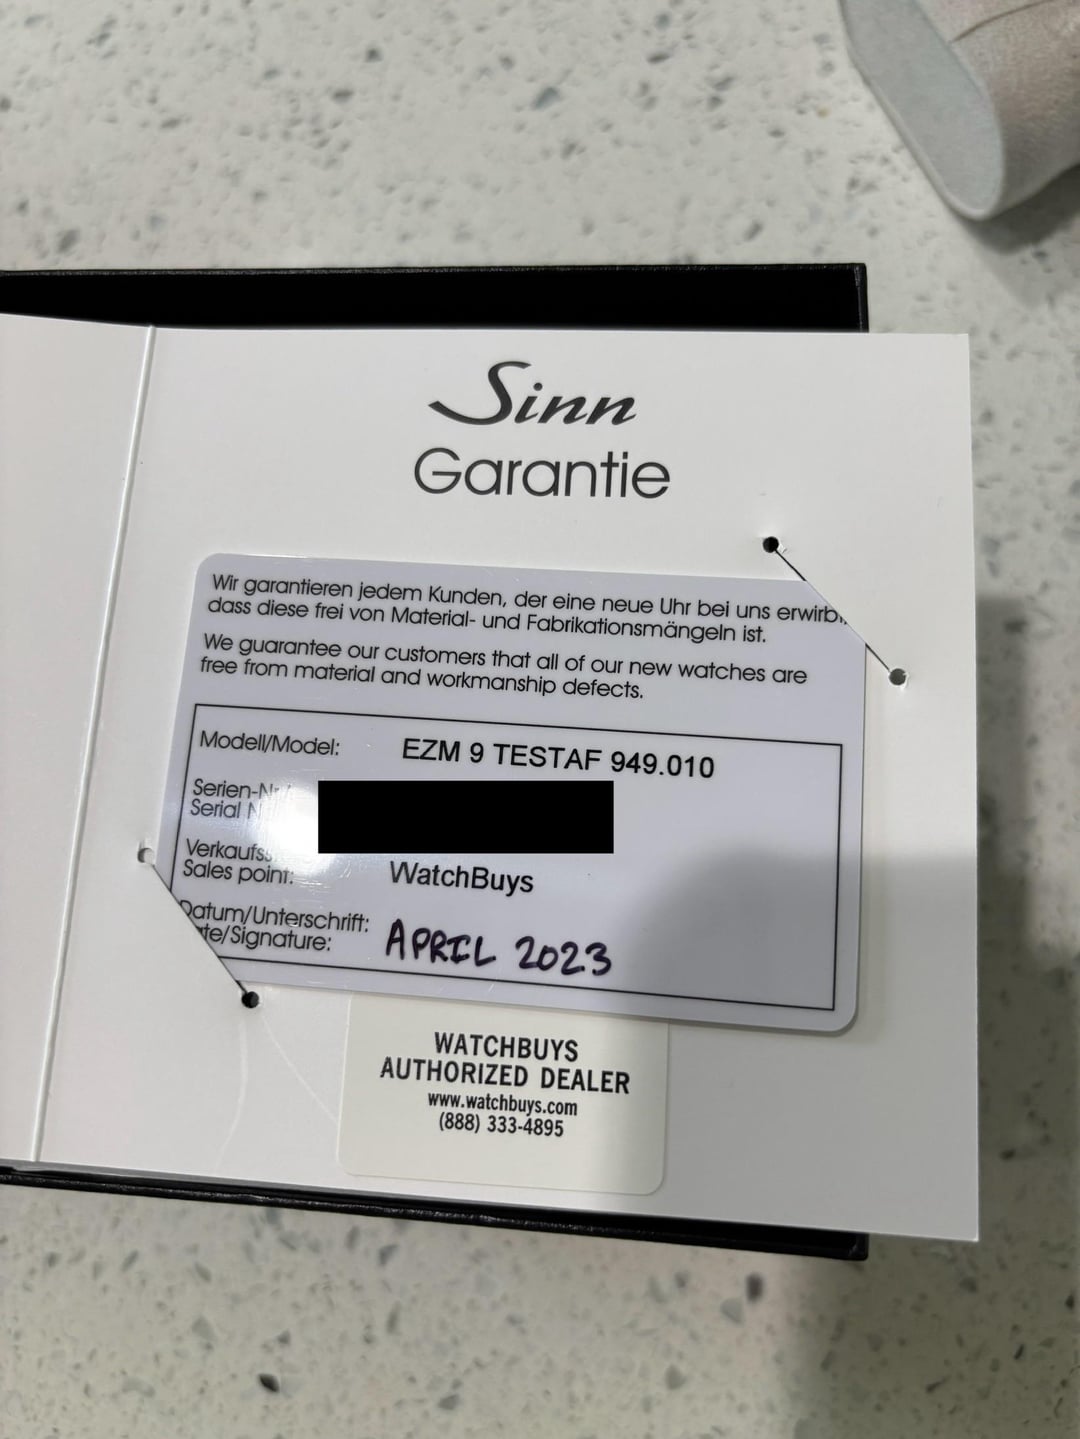 Sinn
Garantie
Wir garantieren jedem Kunden, der eine neue Uhr bei uns
dass diese frei von Material- und Fabrikationsmängeln ist.
We guarantee our customers that all of our new watches are
free from material and workmanship defects.
Modell/Model: EZM 9 TESTAF 949.010
Serial
Sales point: WatchBuys
Datum/Unterschrift:
/Signature: APRIL 2023
WATCHBUYS
AUTHORIZED DEALER
www.watchbuys.com
(888) 333-4895